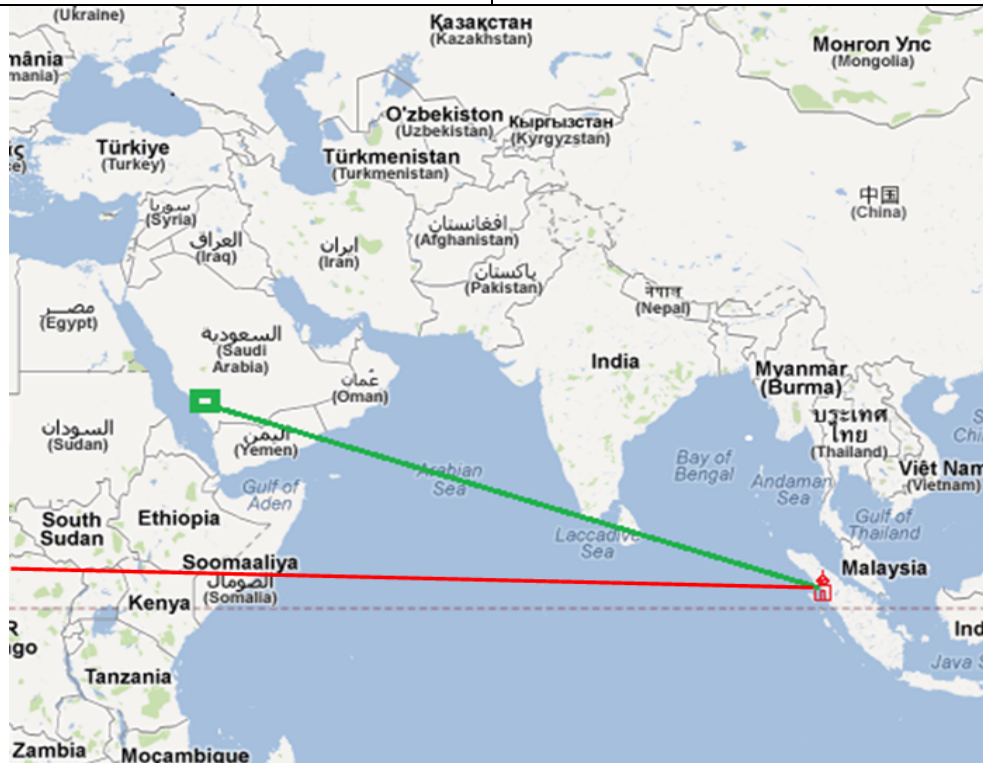 (Ukraine)
Қазақстан
(Kazakhstan)
Монгол Улс
(Mongolia)
mânia
mania)
O'zbekiston
(Uzbekistan)
Кыргызстан
(Kyrgyzstan)
Türkiye
(Turkey)
Türkmenistan
(Turkmenistan)
中国
(China)
سوريا
(Syria)
العراق
(Iraq)
ایران
(Iran)
افغانستان
(Afghanistan)
پاکستان
(Pakistan)
नेपाल
(Nepal)
مصر
(Egypt)
السعودية
(Saudi
Arabia)
عُمان
(Oman)
India
Myanmar
(Burma)
ประเทศ
ไทย
(Thailand)
السودان
(Sudan)
اليمن
(Yemen)
Arabian
Sea
Bay of
Bengal
Andaman
Sea
Việt Nam
(Vietnam)
Gulf of
Aden
Gulf of
Thailand
South
Sudan
Ethiopia
Laccadive
Sea
Soomaaliya
الصومال
(Somalia)
Malaysia
Kenya
Ind
Java S
R
ngo
Tanzania
Zambia
Moçambique